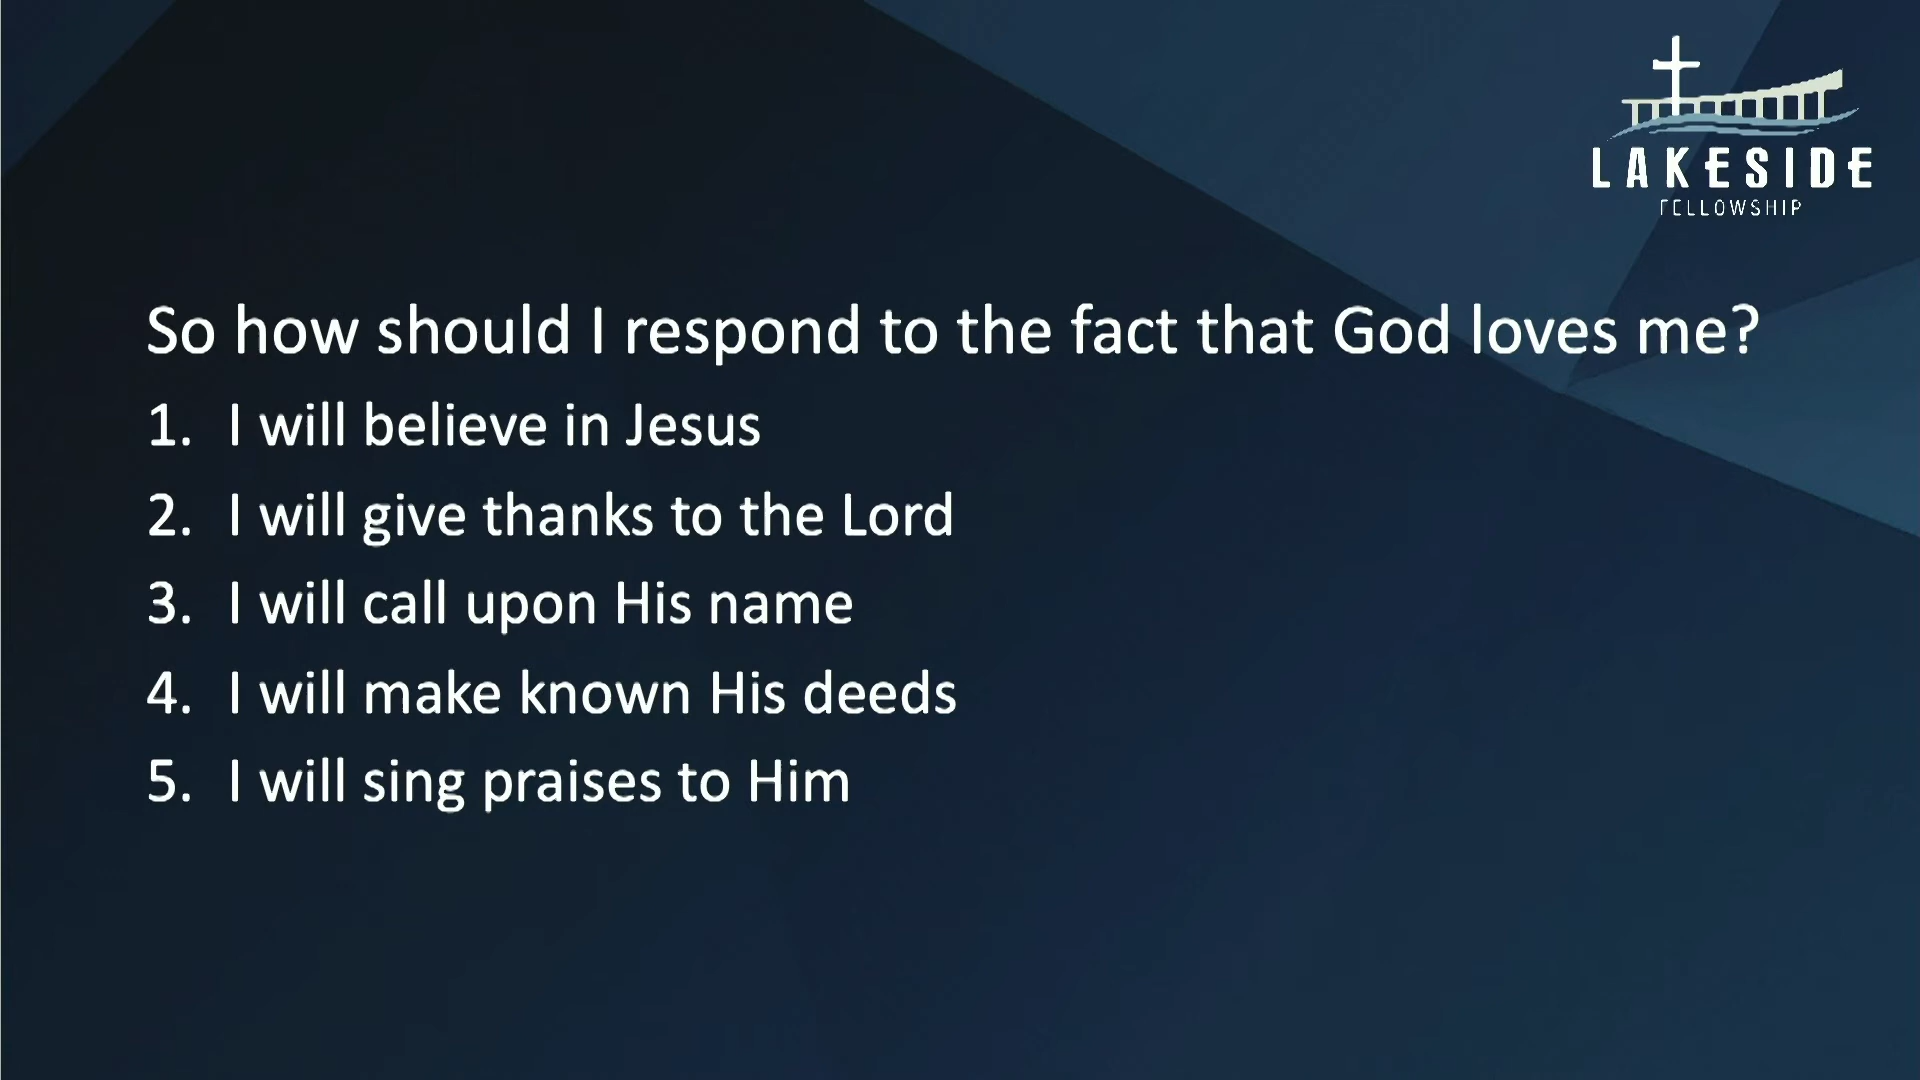 LAKESIDE
FELLOWSHIP
So how should I respond to the fact that God loves me?
1. I will believe in Jesus
2. I will give thanks to the Lord
3. I will call upon His name
4. I will make known His deeds
5. I will sing praises to Him